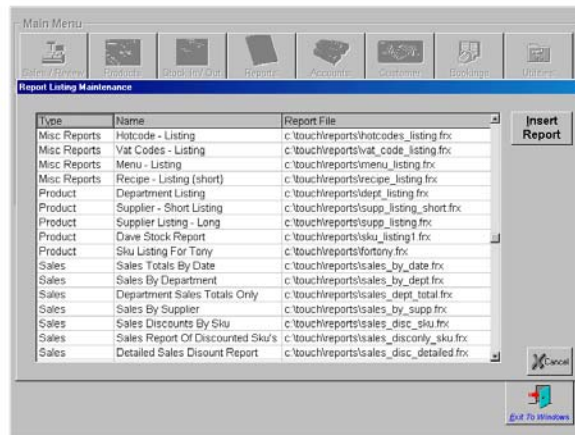 Main Menu
Sales / Review Products Stock In / Out Reports Accounts Customer Bookings Utilities
Report Listing Maintenance
Type Name Report File
Misc Reports Hotcode - Listing c:\touch\reports\hotcodes_listing.frx
Misc Reports Vat Codes - Listing c:\touch\reports\vat_code_listing.frx
Misc Reports Menu - Listing c:\touch\reports\menu_listing.frx
Misc Reports Recipe - Listing (short) c:\touch\reports\recipe_listing.frx
Product Department Listing c:\touch\reports\dept_listing.frx
Product Supplier - Short Listing c:\touch\reports\supp_listing_short.frx
Product Supplier Listing - Long c:\touch\reports\supp_listing.frx
Product Dave Stock Report c:\touch\reports\sku_listing1.frx
Product Sku Listing For Tony c:\touch\reports\fortony.frx
Sales Sales Totals By Date c:\touch\reports\sales_by_date.frx
Sales Sales By Department c:\touch\reports\sales_by_dept.frx
Sales Department Sales Totals Only c:\touch\reports\sales_dept_total.frx
Sales Sales By Supplier c:\touch\reports\sales_by_supp.frx
Sales Sales Discounts By Sku c:\touch\reports\sales_disc_sku.frx
Sales Sales Report Of Discounted Sku's c:\touch\reports\sales_disconly_sku.frx
Sales Detailed Sales Disount Report c:\touch\reports\sales_disc_detailed.frx
Insert
Report
Cancel
Exit To Windows